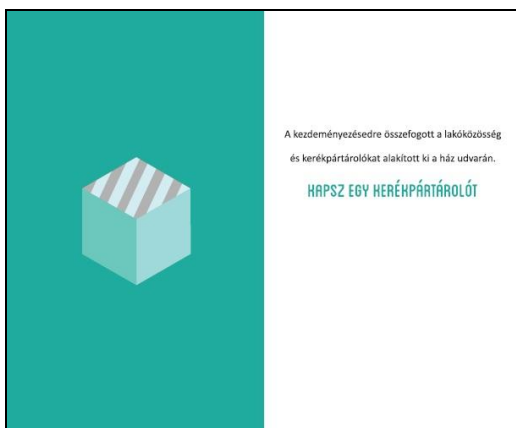 A kezdeményezésedre összefogott a lakóközösség
és kerékpártárolókat alakított ki a ház udvarán.
KAPSZ EGY KERÉKPÁRTÁROLÓT